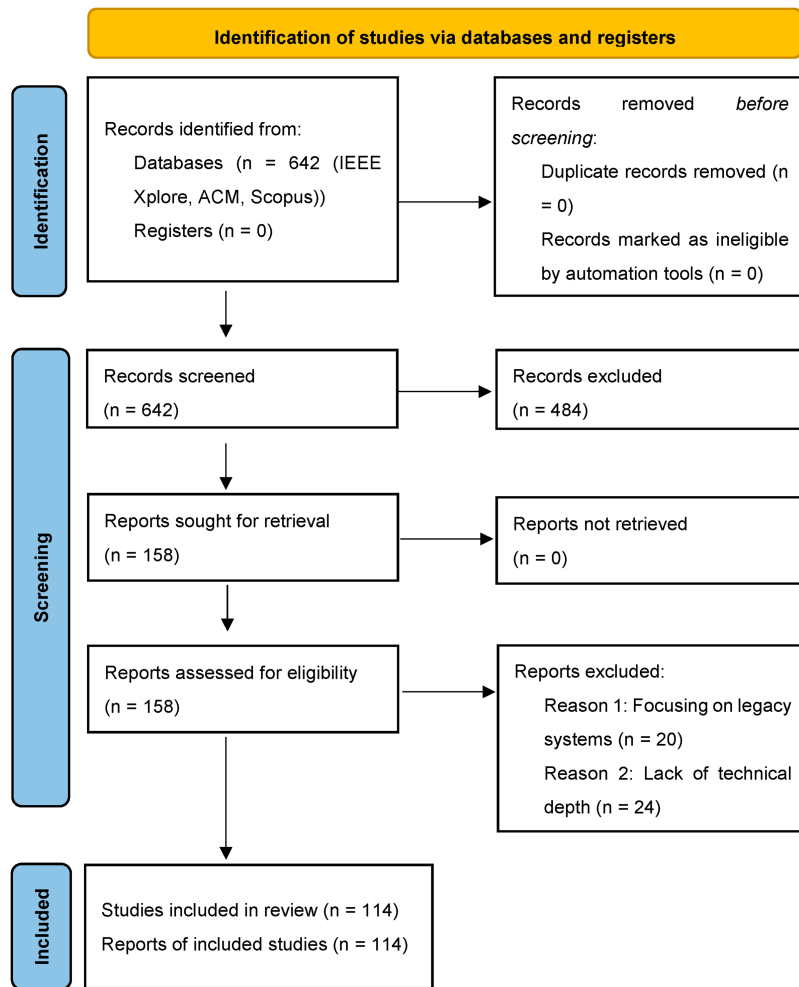 Identification of studies via databases and registers
Identification
Records identified from:
Databases (n = 642 (IEEE
Xplore, ACM, Scopus))
Registers (n = 0)
Records removed before
screening:
Duplicate records removed (n
= 0)
Records marked as ineligible
by automation tools (n = 0)
Screening
Records screened
(n = 642)
Records excluded
(n = 484)
Reports sought for retrieval
(n = 158)
Reports not retrieved
(n = 0)
Reports assessed for eligibility
(n = 158)
Reports excluded:
Reason 1: Focusing on legacy
systems (n = 20)
Reason 2: Lack of technical
depth (n = 24)
Included
Studies included in review (n = 114)
Reports of included studies (n = 114)